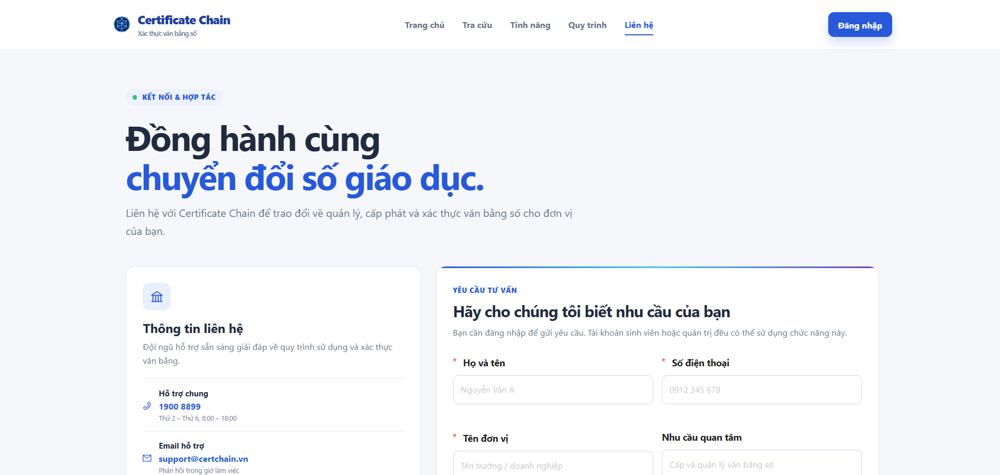 Certificate Chain
Xác thực văn bằng số
Trang chủ
Tra cứu
Tính năng
Quy trình
Liên hệ
Đăng nhập
KẾT NỐI & HỢP TÁC
Đồng hành cùng
chuyển đổi số giáo dục.
Liên hệ với Certificate Chain để trao đổi về quản lý, cấp phát và xác thực văn bằng số cho đơn vị
của bạn.
Thông tin liên hệ
Đội ngũ hỗ trợ sẵn sàng giải đáp về quy trình sử dụng và xác thực
văn bằng.
Hỗ trợ chung
1900 8899
Thứ 2 – Thứ 6, 8:00 – 18:00
Email hỗ trợ
support@certchain.vn
Phản hồi trong giờ làm việc
YÊU CẦU TƯ VẤN
Hãy cho chúng tôi biết nhu cầu của bạn
Bạn cần đăng nhập để gửi yêu cầu. Tài khoản sinh viên hoặc quản trị đều có thể sử dụng chức năng này.
* Họ và tên
Nguyễn Văn A
* Số điện thoại
0912 345 678
* Tên đơn vị
Tên trường / doanh nghiệp
Nhu cầu quan tâm
Cấp và quản lý văn bằng số